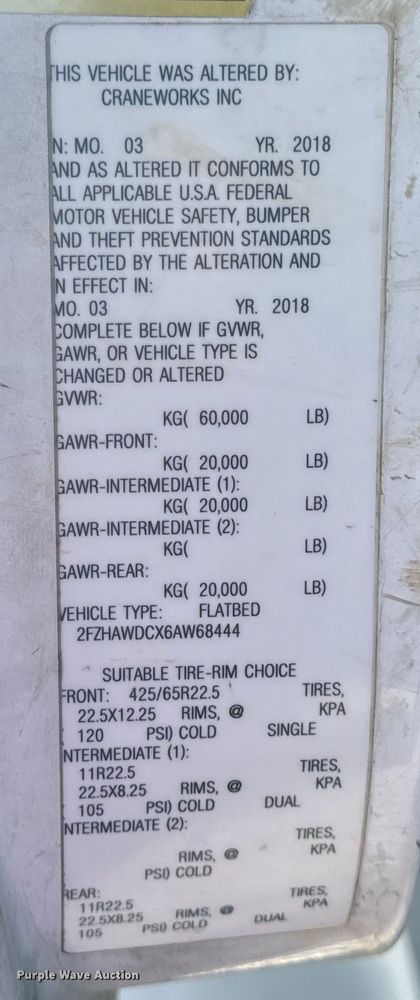 THIS VEHICLE WAS ALTERED BY:
CRANEWORKS INC
N: MO. 03 YR. 2018
AND AS ALTERED IT CONFORMS TO
ALL APPLICABLE U.S.A. FEDERAL
MOTOR VEHICLE SAFETY, BUMPER
AND THEFT PREVENTION STANDARDS
AFFECTED BY THE ALTERATION AND
N EFFECT IN:
MO. 03 YR. 2018
COMPLETE BELOW IF GVWR,
GAWR, OR VEHICLE TYPE IS
CHANGED OR ALTERED
GVWR:
KG( 60,000 LB)
GAWR-FRONT:
KG( 20,000 LB)
GAWR-INTERMEDIATE (1):
KG( 20,000 LB)
GAWR-INTERMEDIATE (2):
KG( LB)
GAWR-REAR:
KG( 20,000 LB)
VEHICLE TYPE: FLATBED
2FZHAWDCX6AW68444
SUITABLE TIRE-RIM CHOICE
FRONT: 425/65R22.5 TIRES,
22.5X12.25 RIMS, @ KPA
120 PSI) COLD SINGLE
NTERMEDIATE (1):
11R22.5 TIRES,
22.5X8.25 RIMS, @ KPA
105 PSI) COLD DUAL
NTERMEDIATE (2):
TIRES,
RIMS, @ KPA
PSI) COLD
REAR:
11R22.5 TIRES,
22.5X8.25 RIMS, @ KPA
105 PSI) COLD DUAL
Purple Wave Auction